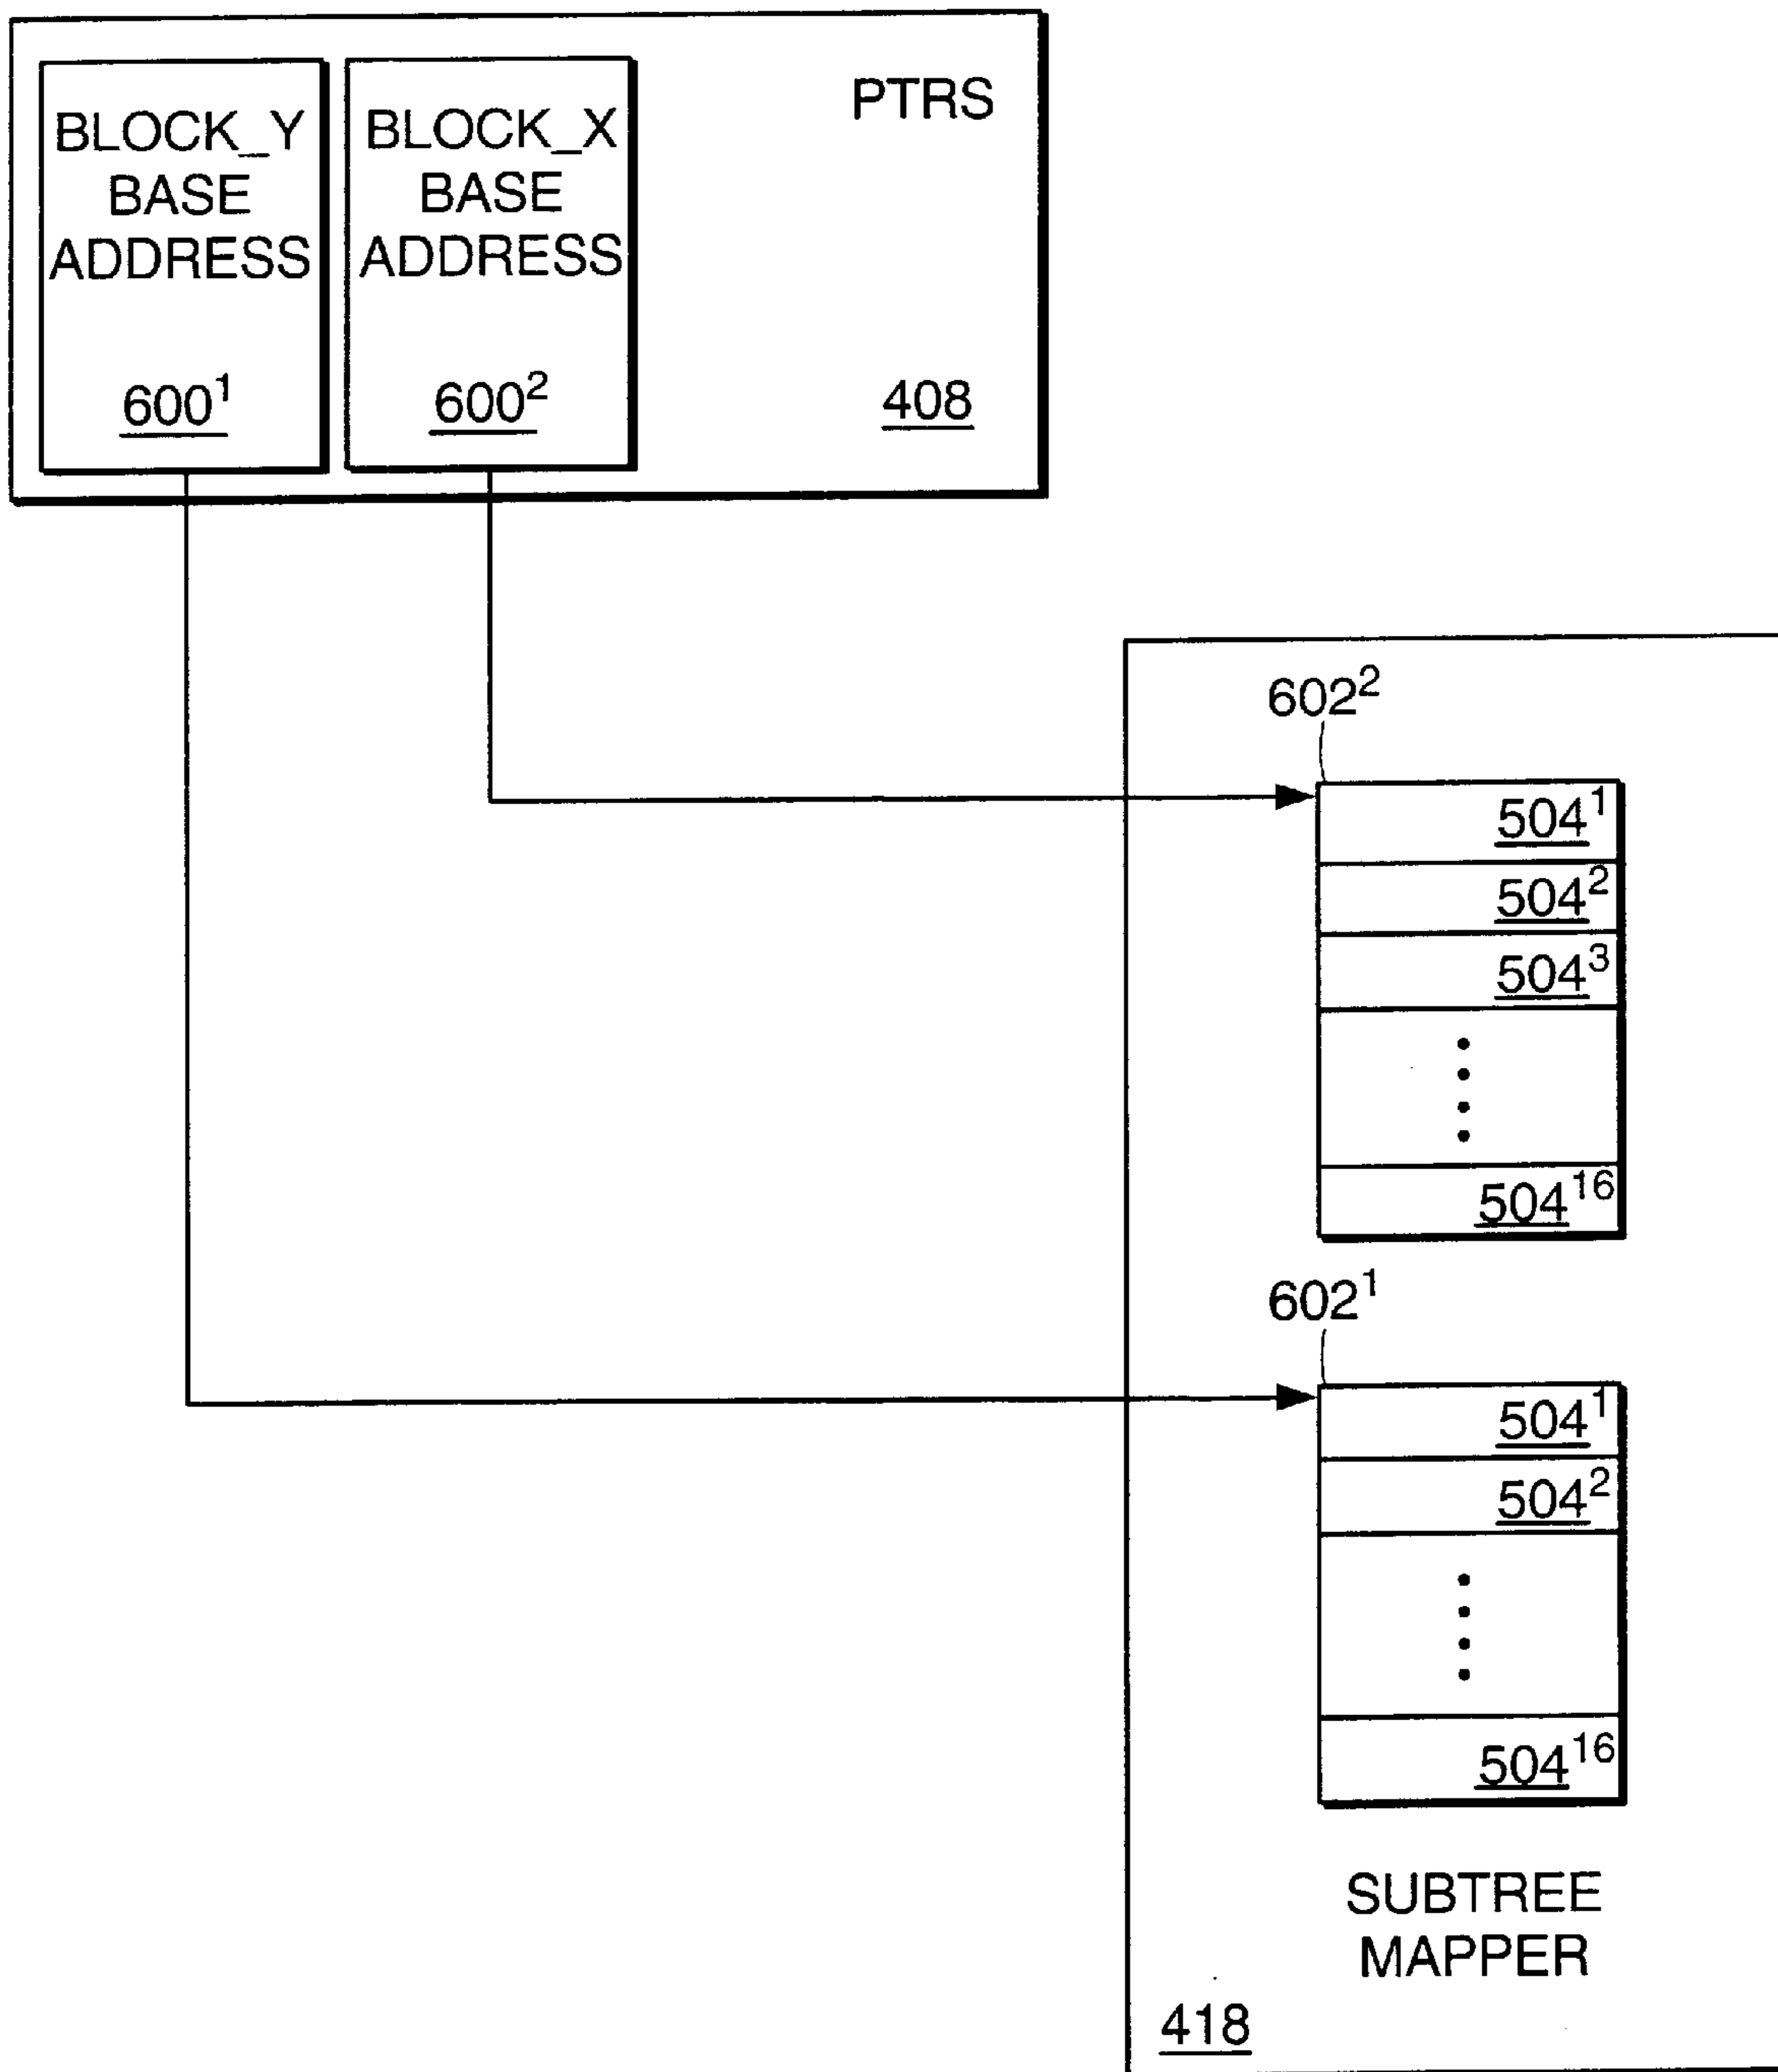 BLOCK_Y
BASE
ADDRESS
600¹
BLOCK_X
BASE
ADDRESS
600²
PTRS
408
602²
504¹
504²
504³
504¹⁶
602¹
504¹
504²
504¹⁶
SUBTREE
MAPPER
418